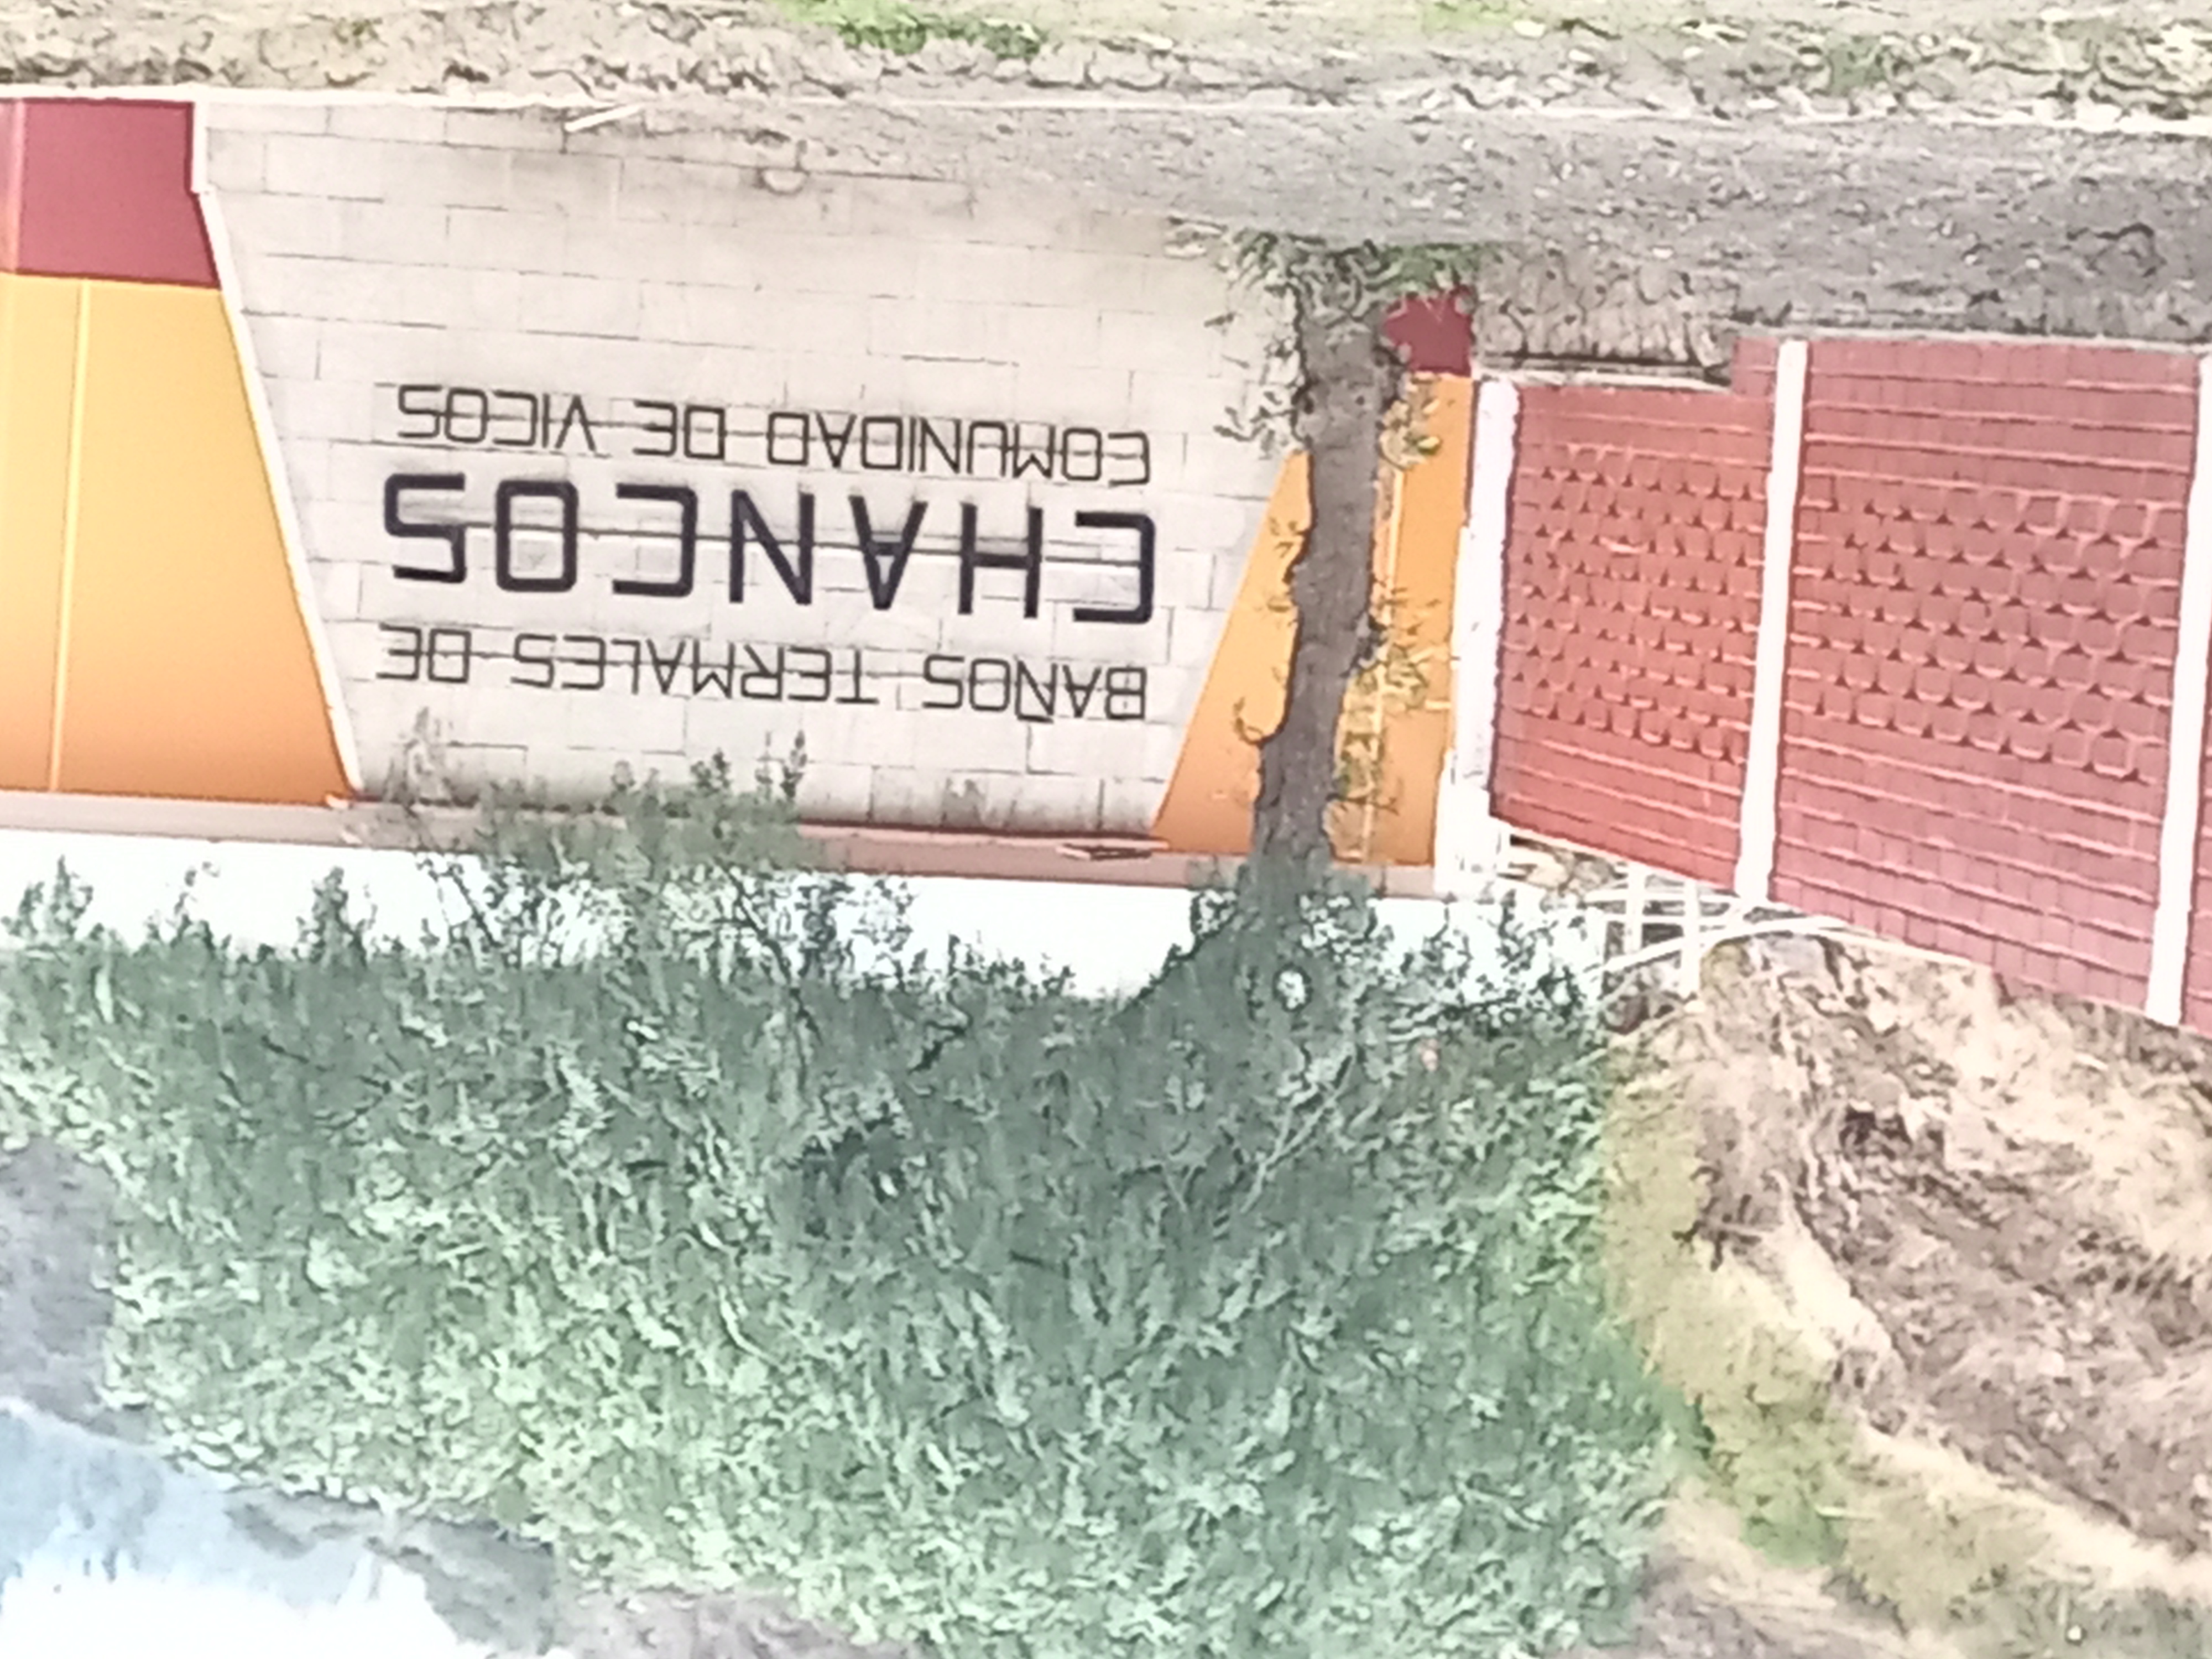 BAÑOS TERMALES DE
CHANCOS
COMUNIDAD DE VICOS